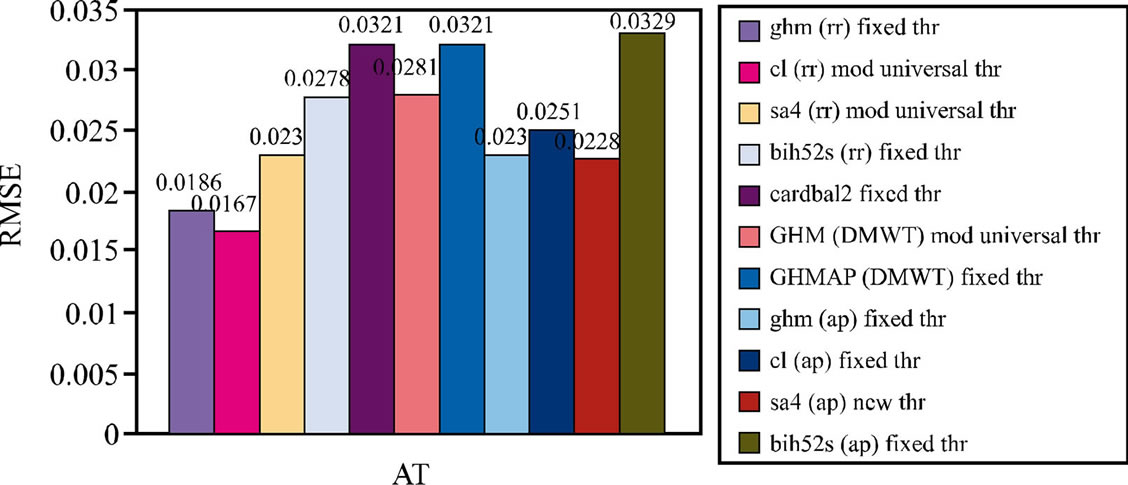 0.035
0.03
0.025
0.02
0.015
0.01
0.005
0
RMSE
0.0186
0.0167
0.023
0.0278
0.0321
0.0281
0.0321
0.023
0.0251
0.0228
0.0329
AT
ghm (rr) fixed thr
cl (rr) mod universal thr
sa4 (rr) mod universal thr
bih52s (rr) fixed thr
cardbal2 fixed thr
GHM (DMWT) mod universal thr
GHMAP (DMWT) fixed thr
ghm (ap) fixed thr
cl (ap) fixed thr
sa4 (ap) new thr
bih52s (ap) fixed thr